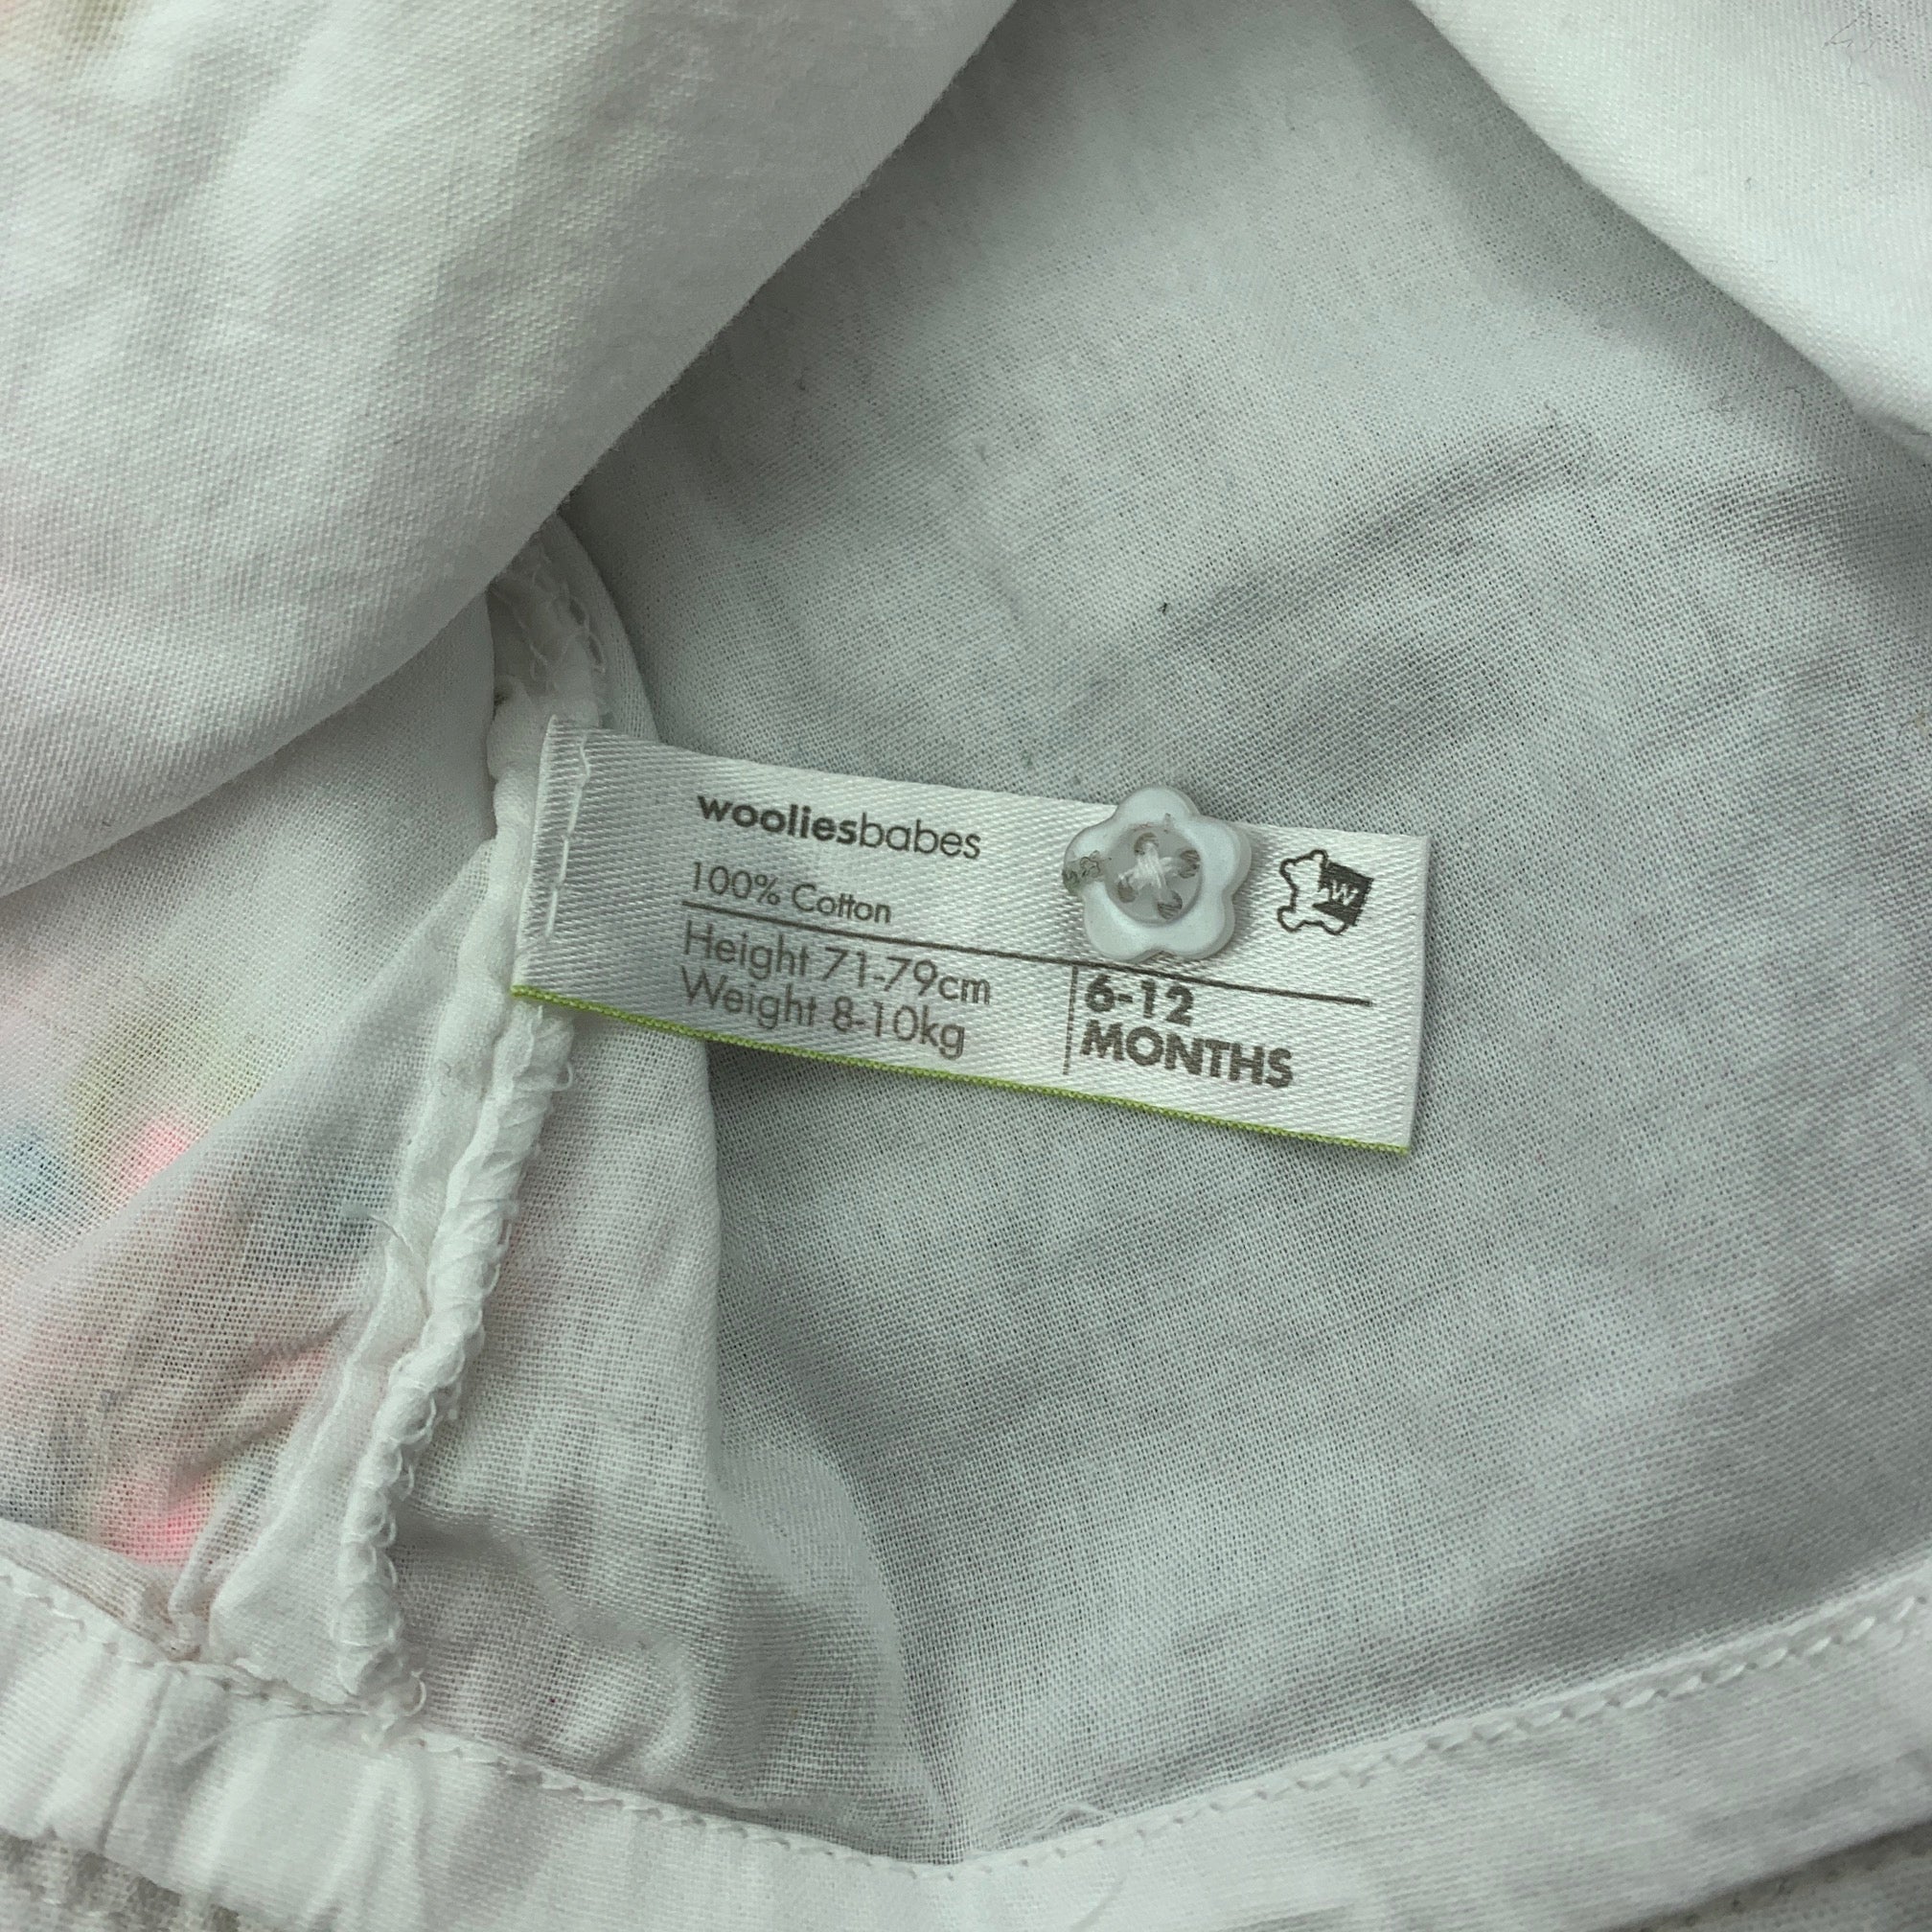 wooliesbabes
100% Cotton
W
Height 71-79cm
Weight 8-10kg
6-12
MONTHS